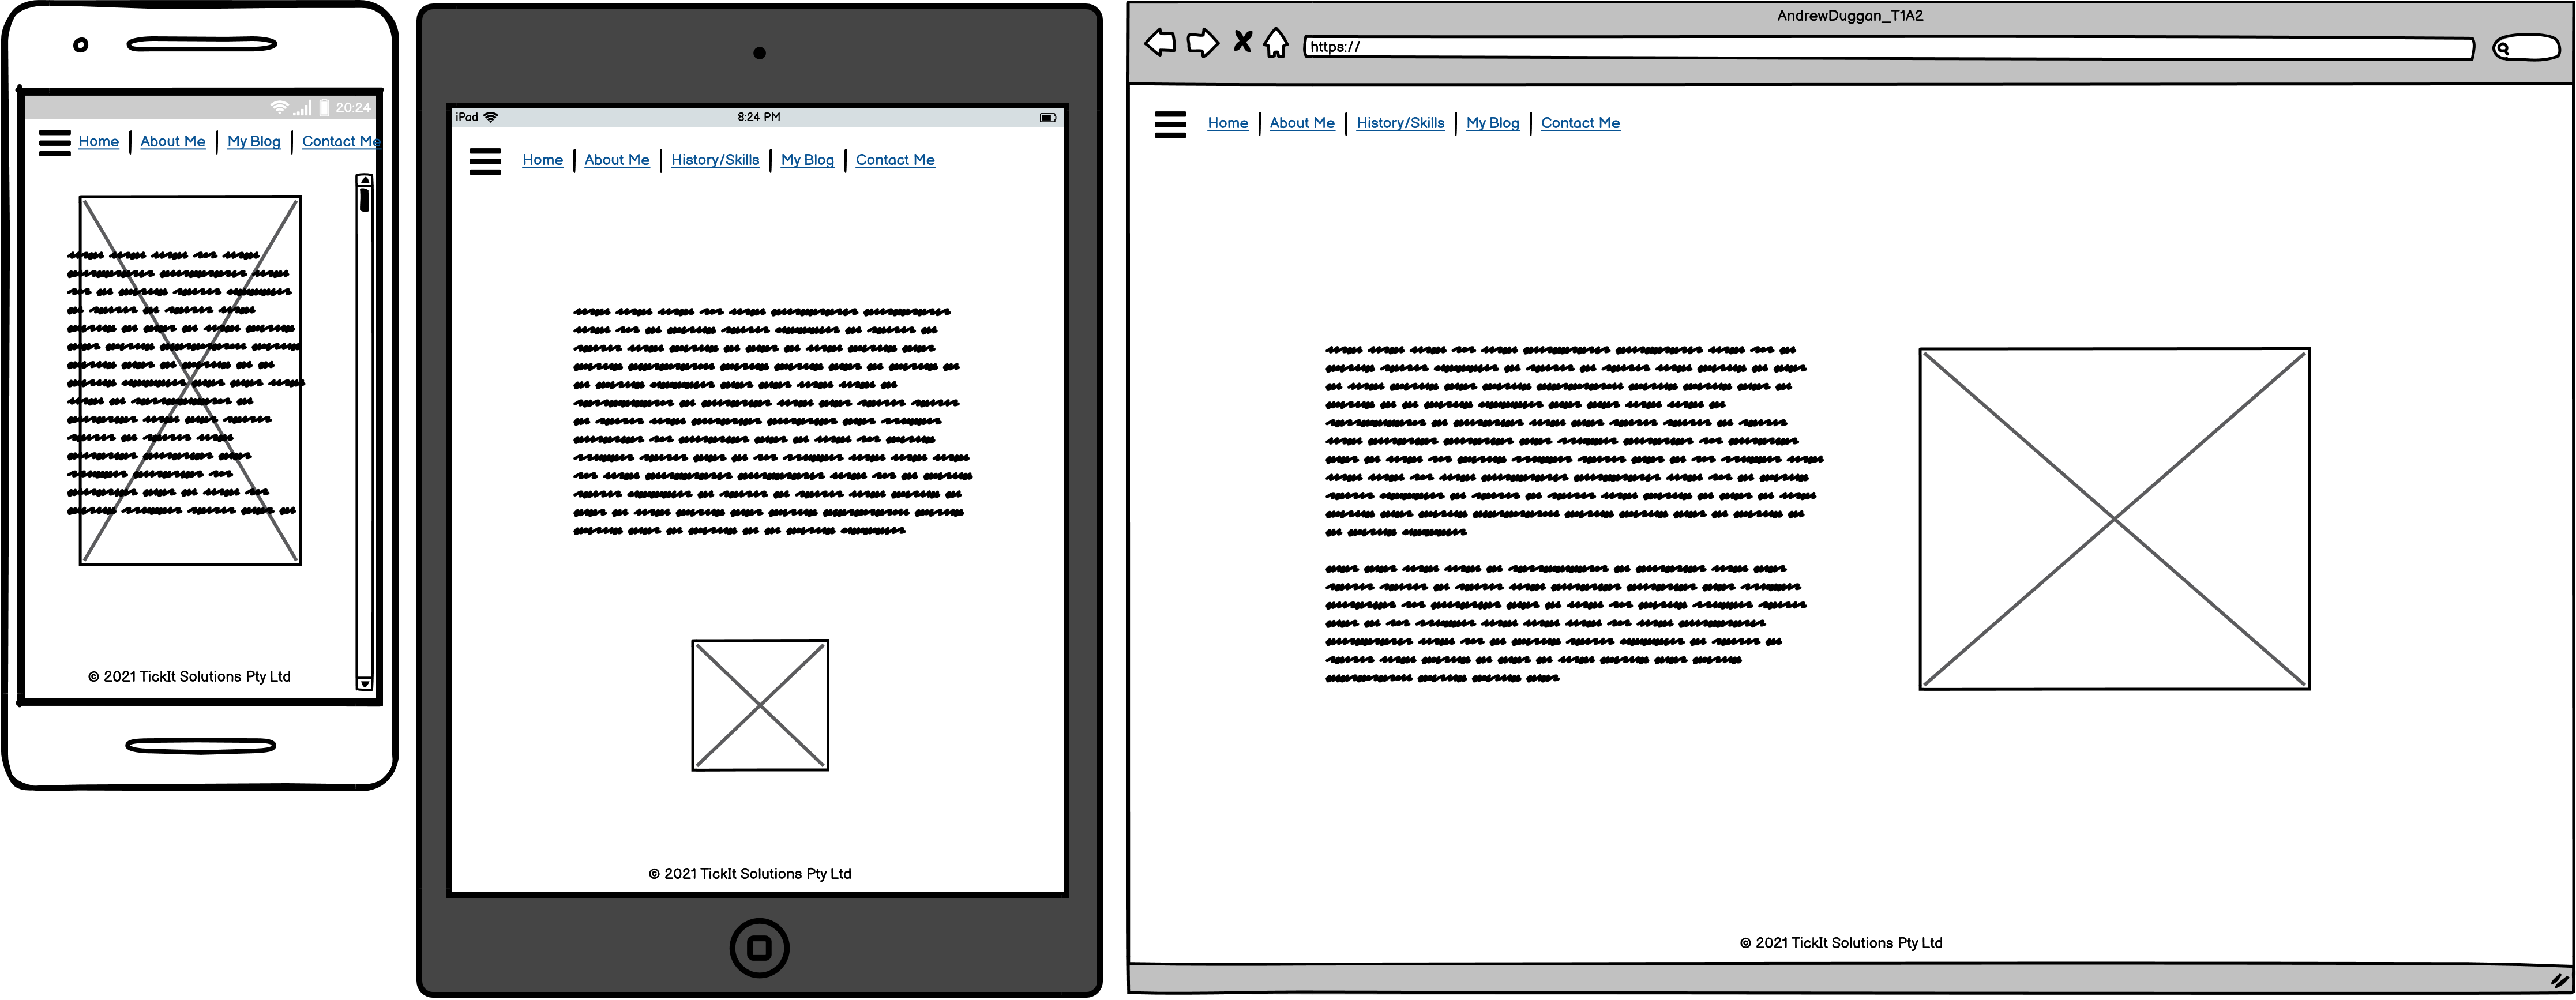 20:24
Home About Me My Blog Contact Me
© 2021 TickIt Solutions Pty Ltd
iPad 8:24 PM
Home About Me History/Skills My Blog Contact Me
© 2021 TickIt Solutions Pty Ltd
AndrewDuggan_T1A2
https://
Home About Me History/Skills My Blog Contact Me
© 2021 TickIt Solutions Pty Ltd